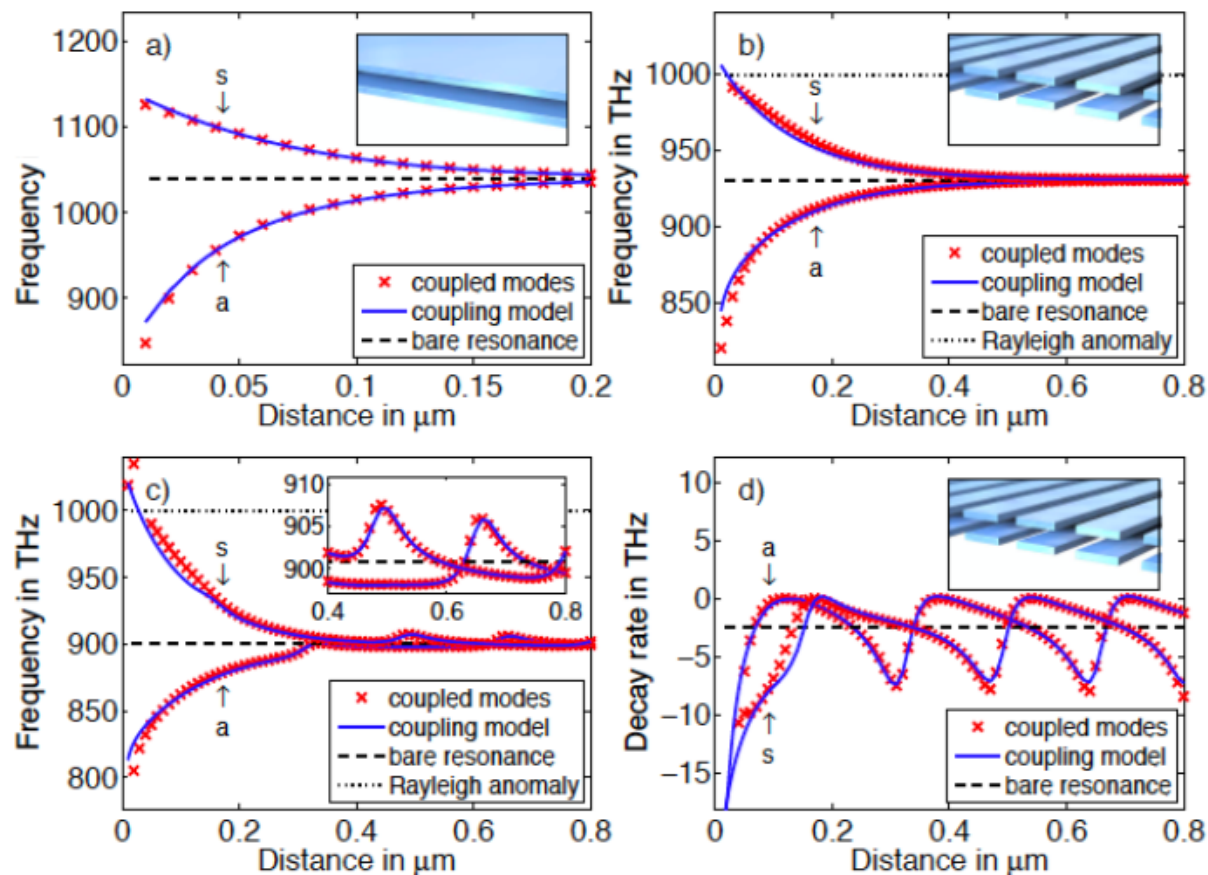 a)
1200
1100
1000
900
Frequency
s
a
coupled modes
coupling model
bare resonance
0 0.05 0.1 0.15 0.2
Distance in μm
b)
1000
950
900
850
Frequency in THz
s
a
coupled modes
coupling model
bare resonance
Rayleigh anomaly
0 0.2 0.4 0.6 0.8
Distance in μm
c)
1000
950
900
850
800
Frequency in THz
s
a
910
905
900
0.4 0.6 0.8
coupled modes
coupling model
bare resonance
Rayleigh anomaly
0 0.2 0.4 0.6 0.8
Distance in μm
d)
10
5
0
−5
−10
−15
Decay rate in THz
a
s
coupled modes
coupling model
bare resonance
0 0.2 0.4 0.6 0.8
Distance in μm